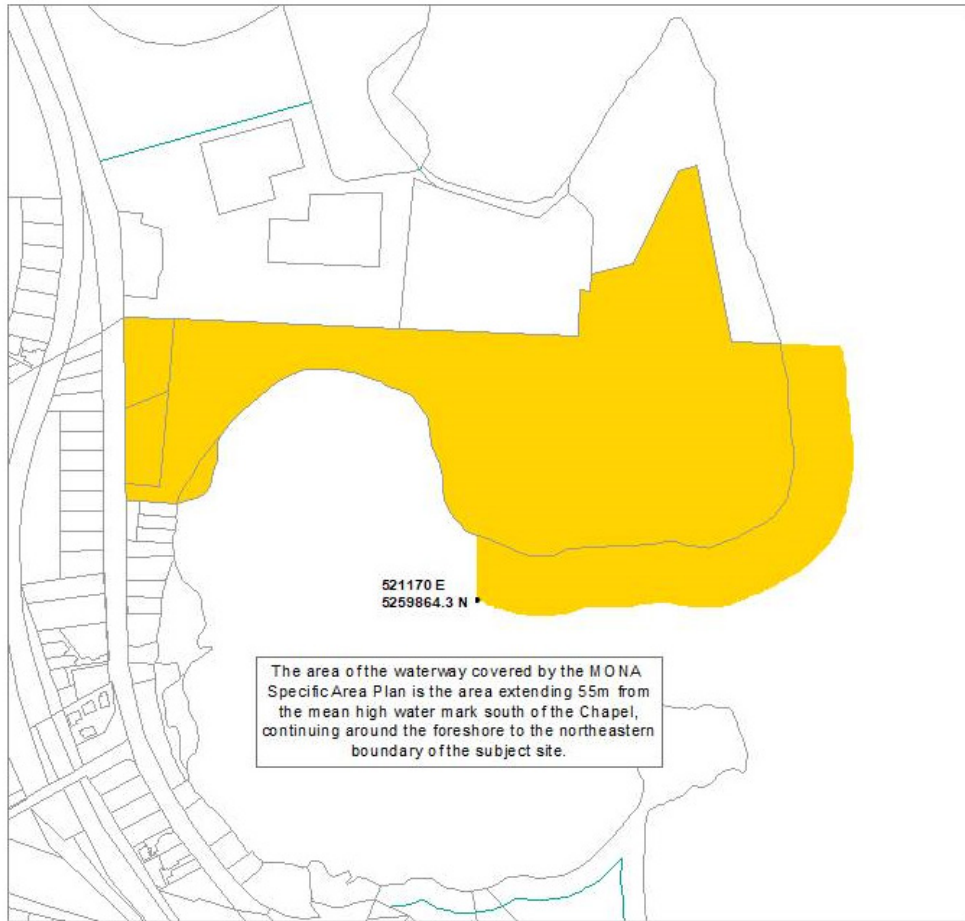 521170 E
5259864.3 N
The area of the waterway covered by the MONA
Specific Area Plan is the area extending 55m from
the mean high water mark south of the Chapel,
continuing around the foreshore to the northeastern
boundary of the subject site.